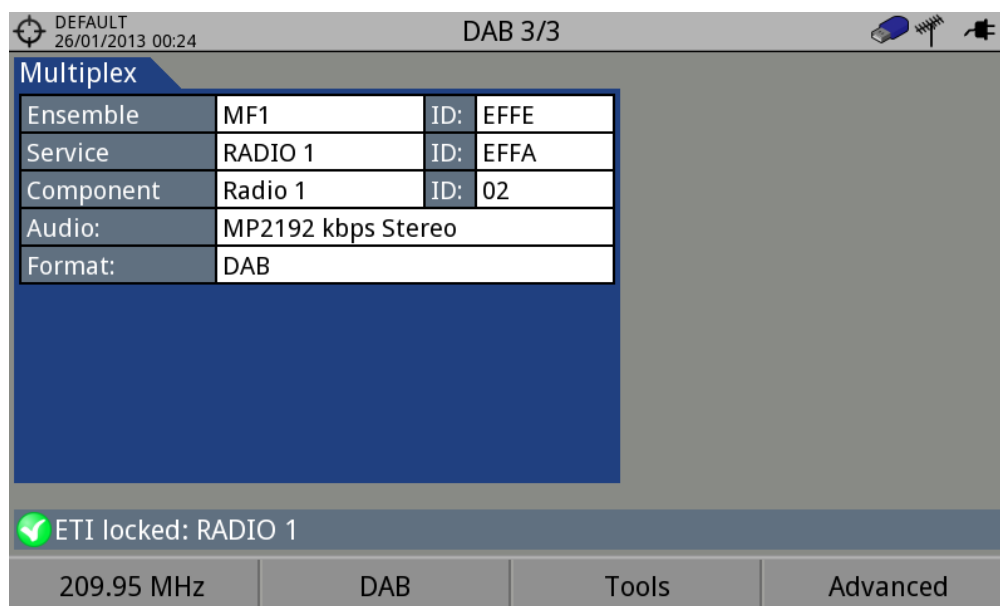 DEFAULT
26/01/2013 00:24
DAB 3/3
Multiplex
Ensemble MF1 ID: EFFE
Service RADIO 1 ID: EFFA
Component Radio 1 ID: 02
Audio: MP2192 kbps Stereo
Format: DAB
ETI locked: RADIO 1
209.95 MHz DAB Tools Advanced